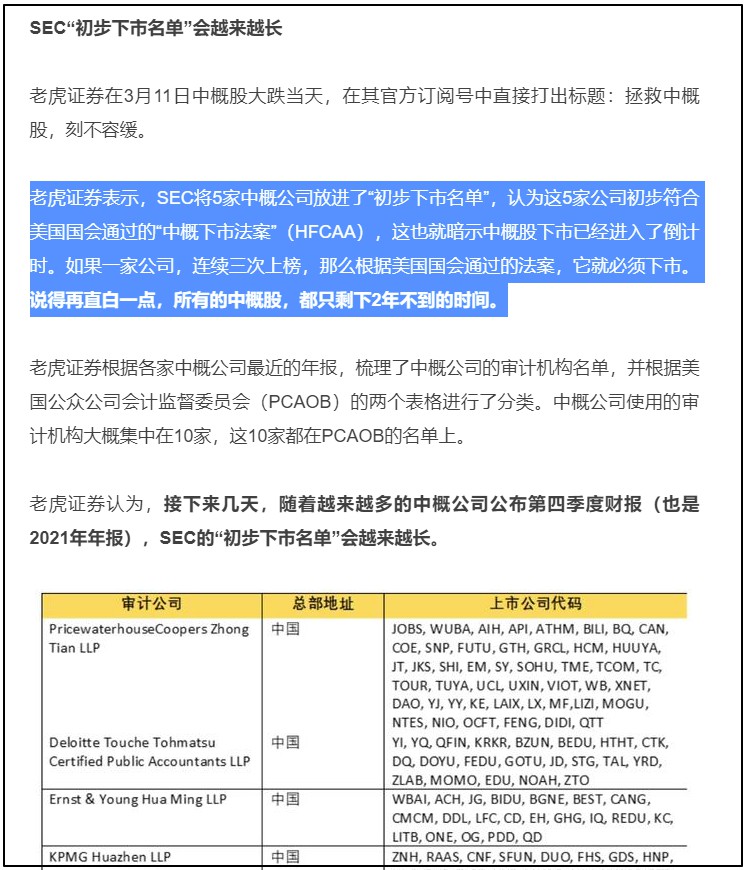 SEC“初步下市名单”会越来越长
老虎证券在3月11日中概股大跌当天，在其官方订阅号中直接打出标题：拯救中概
股，刻不容缓。
老虎证券表示，SEC将5家中概公司放进了“初步下市名单”，认为这5家公司初步符合
美国国会通过的“中概下市法案”（HFCAA），这也就暗示中概股下市已经进入了倒计
时。如果一家公司，连续三次上榜，那么根据美国国会通过的法案，它就必须下市。
说得再直白一点，所有的中概股，都只剩下2年不到的时间。
老虎证券根据各家中概公司最近的年报，梳理了中概公司的审计机构名单，并根据美
国公众公司会计监督委员会（PCAOB）的两个表格进行了分类。中概公司使用的审
计机构大概集中在10家，这10家都在PCAOB的名单上。
老虎证券认为，接下来几天，随着越来越多的中概公司公布第四季度财报（也是
2021年年报），SEC的“初步下市名单”会越来越长。
审计公司 总部地址 上市公司代码
PricewaterhouseCoopers Zhong 中国 JOBS, WUBA, AIH, API, ATHM, BILI, BQ, CAN,
Tian LLP COE, SNP, FUTU, GTH, GRCL, HCM, HUUYA,
JT, JKS, SHI, EM, SY, SOHU, TME, TCOM, TC,
TOUR, TUYA, UCL, UXIN, VIOT, WB, XNET,
DAO, YJ, YY, KE, LAIX, LX, MF,LIZI, MOGU,
NTES, NIO, OCFT, FENG, DIDI, QTT
Deloitte Touche Tohmatsu 中国 YI, YQ, QFIN, KRKR, BZUN, BEDU, HTHT, CTK,
Certified Public Accountants LLP DQ, DOYU, FEDU, GOTU, JD, STG, TAL, YRD,
ZLAB, MOMO, EDU, NOAH, ZTO
Ernst & Young Hua Ming LLP 中国 WBAI, ACH, JG, BIDU, BGNE, BEST, CANG,
CMCM, DDL, LFC, CD, EH, GHG, IQ, REDU, KC,
LITB, ONE, OG, PDD, QD
KPMG Huazhen LLP 中国 ZNH, RAAS, CNF, SFUN, DUO, FHS, GDS, HNP,